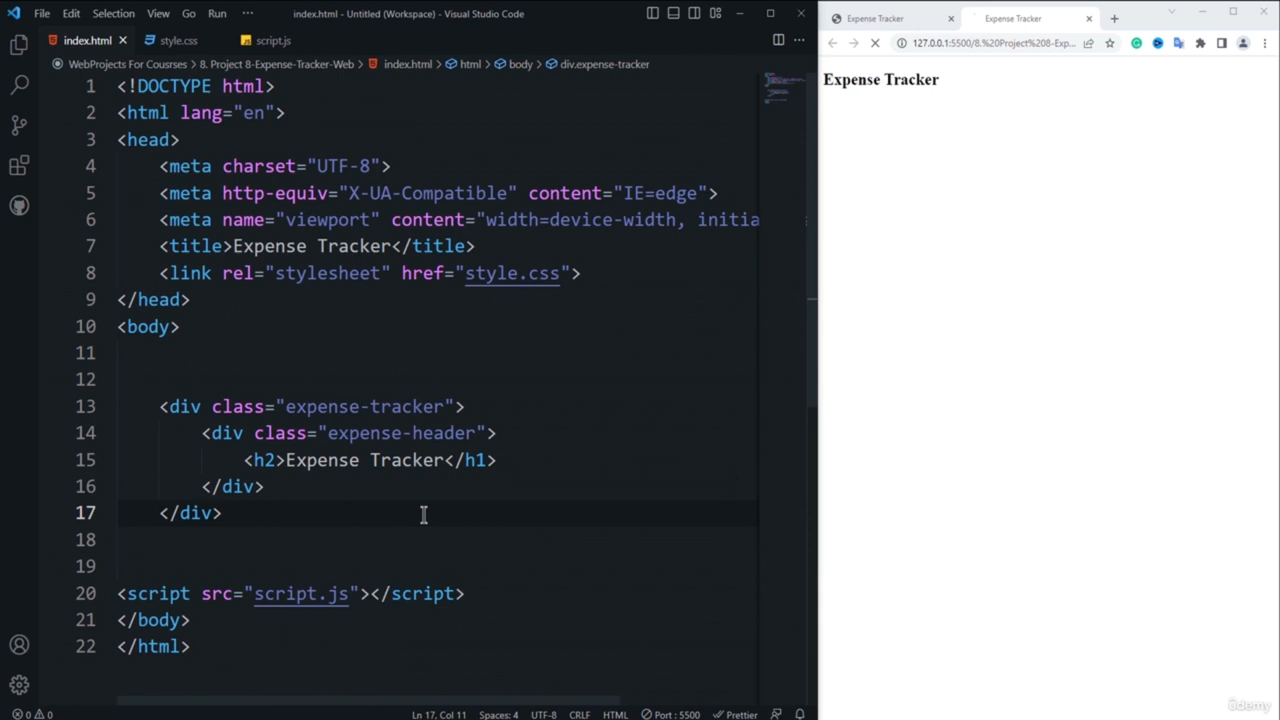 File Edit Selection View Go Run ··· index.html - Untitled (Workspace) - Visual Studio Code
index.html style.css script.js
WebProjects For Coursres > 8. Project 8-Expense-Tracker-Web > index.html > html > body > div.expense-tracker
1 <!DOCTYPE html>
2 <html lang="en">
3 <head>
4 <meta charset="UTF-8">
5 <meta http-equiv="X-UA-Compatible" content="IE=edge">
6 <meta name="viewport" content="width=device-width, initia
7 <title>Expense Tracker</title>
8 <link rel="stylesheet" href="style.css">
9 </head>
10 <body>
11
12
13 <div class="expense-tracker">
14 <div class="expense-header">
15 <h2>Expense Tracker</h1>
16 </div>
17 </div>
18
19
20 <script src="script.js"></script>
21 </body>
22 </html>
0 0 Ln 17, Col 11 Spaces: 4 UTF-8 CRLF HTML Port : 5500 Prettier
Expense Tracker Expense Tracker
127.0.0.1:5500/8.%20Project%208-Exp...
Expense Tracker
ûdemy